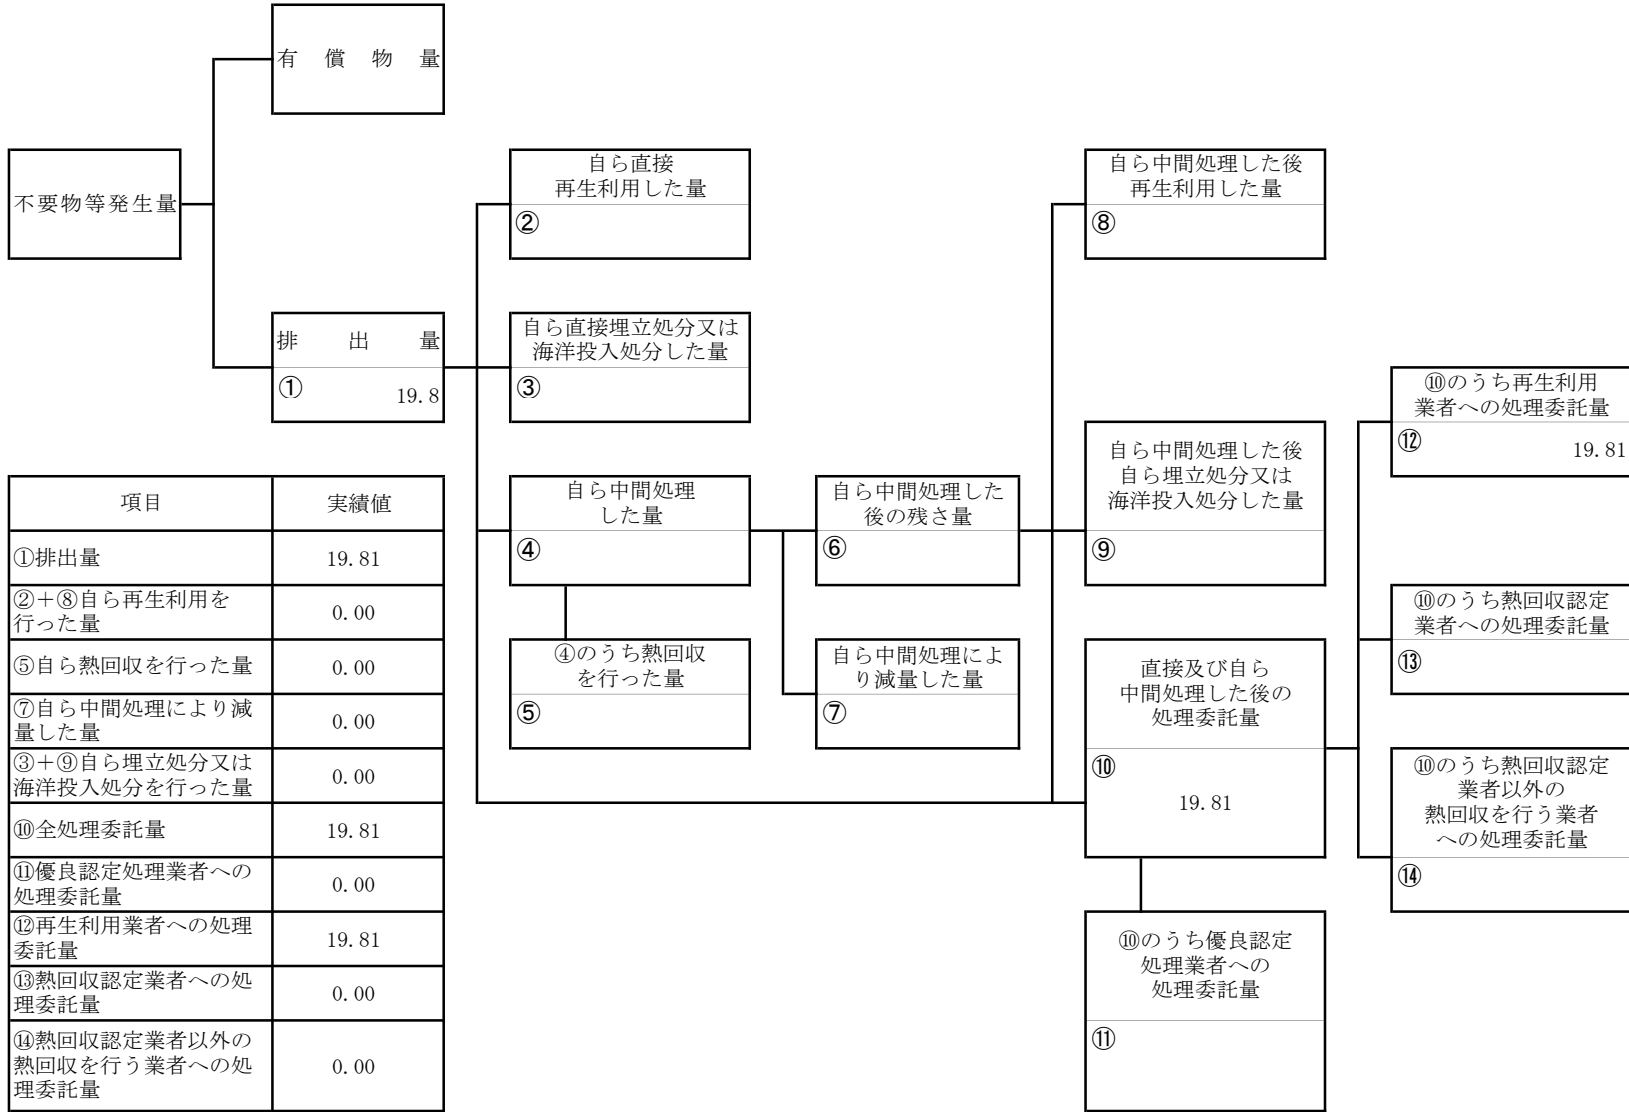 有償物量
不要物等発生量
排出量
① 19.8
自ら直接
再生利用した量
②
自ら直接埋立処分又は
海洋投入処分した量
③
自ら中間処理
した量
④
④のうち熱回収
を行った量
⑤
自ら中間処理した
後の残さ量
⑥
自ら中間処理によ
り減量した量
⑦
自ら中間処理した後
再生利用した量
⑧
自ら中間処理した後
自ら埋立処分又は
海洋投入処分した量
⑨
直接及び自ら
中間処理した後の
処理委託量
⑩
19.81
⑩のうち優良認定
処理業者への
処理委託量
⑪
⑩のうち再生利用
業者への処理委託量
⑫ 19.81
⑩のうち熱回収認定
業者への処理委託量
⑬
⑩のうち熱回収認定
業者以外の
熱回収を行う業者
への処理委託量
⑭
項目 実績値
①排出量 19.81
②＋⑧自ら再生利用を
行った量 0.00
⑤自ら熱回収を行った量 0.00
⑦自ら中間処理により減
量した量 0.00
③＋⑨自ら埋立処分又は
海洋投入処分を行った量 0.00
⑩全処理委託量 19.81
⑪優良認定処理業者への
処理委託量 0.00
⑫再生利用業者への処理
委託量 19.81
⑬熱回収認定業者への処
理委託量 0.00
⑭熱回収認定業者以外の
熱回収を行う業者への処
理委託量 0.00